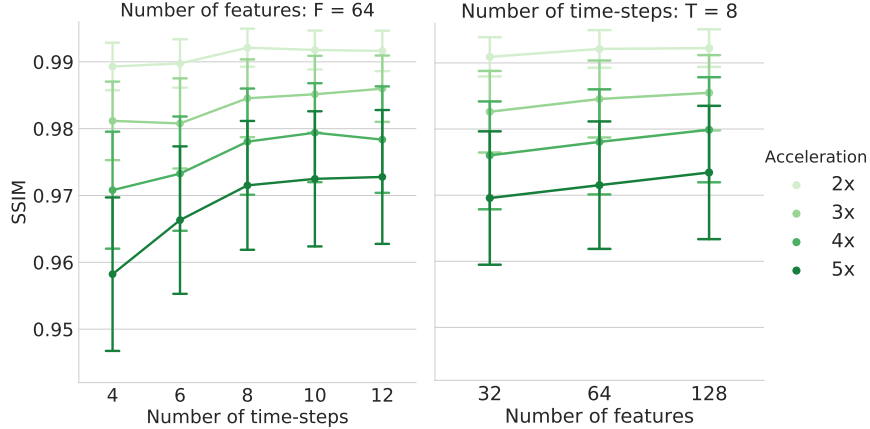 Number of features: F = 64
Number of time-steps: T = 8
0.99
0.98
0.97
0.96
0.95
SSIM
4 6 8 10 12
Number of time-steps
32 64 128
Number of features
Acceleration
2x
3x
4x
5x